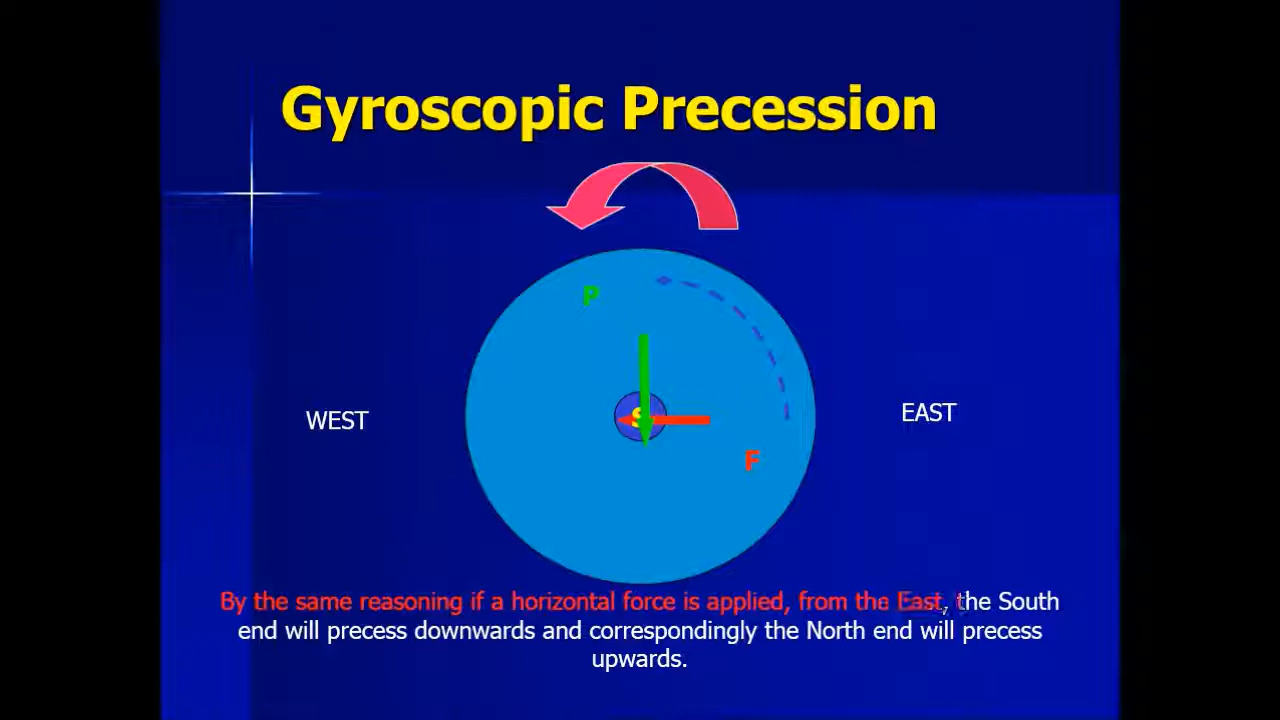 Gyroscopic Precession
P
WEST
S
EAST
F
By the same reasoning if a horizontal force is applied, from the East, the South
end will precess downwards and correspondingly the North end will precess
upwards.